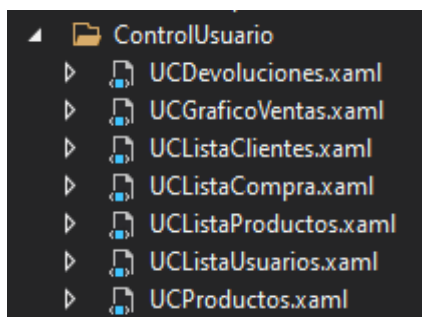 ControlUsuario
UCDevoluciones.xaml
UCGraficoVentas.xaml
UCListaClientes.xaml
UCListaCompra.xaml
UCListaProductos.xaml
UCListaUsuarios.xaml
UCProductos.xaml